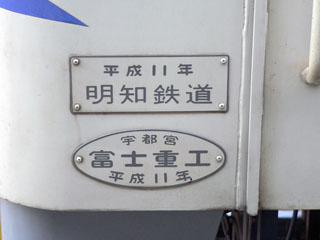 平成11年
明知鉄道
宇都宮
富士重工
平成11年